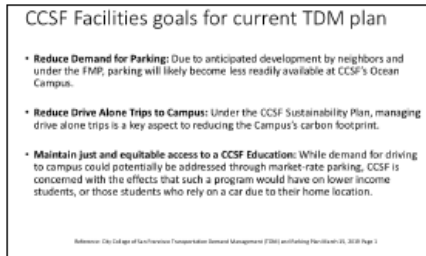 CCSF Facilities goals for current TDM plan
• Reduce Demand for Parking: Due to anticipated development by neighbors and
under the FMP, parking will likely become less readily available at CCSF's Ocean
Campus.
• Reduce Drive Alone Trips to Campus: Under the CCSF Sustainability Plan, managing
drive alone trips is a key aspect to reducing the Campus's carbon footprint.
• Maintain just and equitable access to a CCSF Education: While demand for driving
to campus could potentially be addressed through market-rate parking, CCSF is
concerned with the effects that such a program would have on lower income
students, or those students who rely on a car due to their home location.
Reference: City College of San Francisco Transportation Demand Management (TDM) and Parking Plan March 15, 2019 Page 1